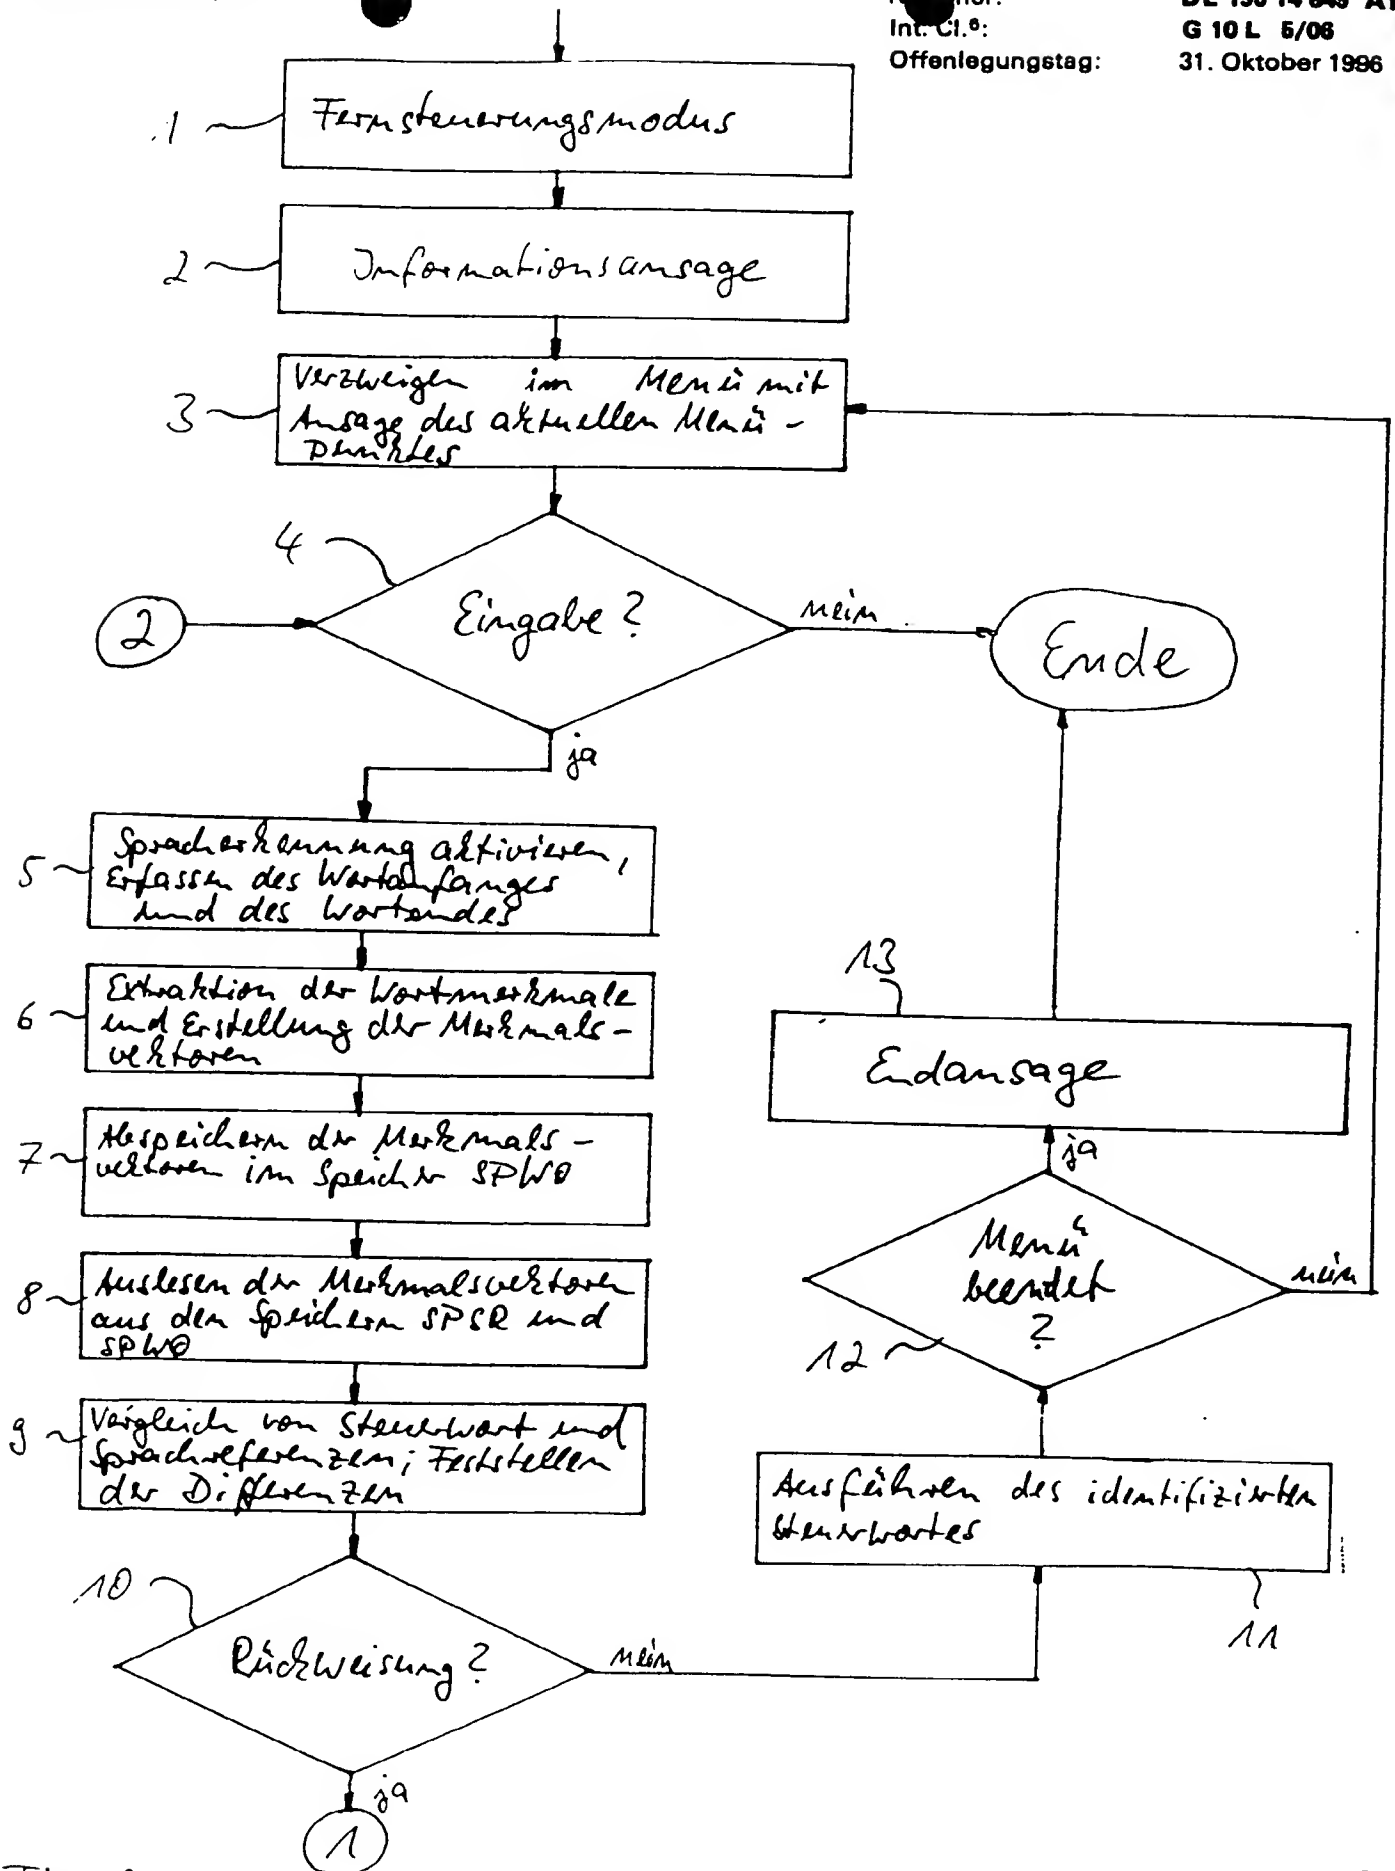 Int. Cl.⁶:
G 10 L 5/06
Offenlegungstag:
31. Oktober 1996
1
Fernsteuerungsmodus
2
Informationsansage
3
Verzweigen im Menü mit
Ansage des aktuellen Menü-
punktes
4
Eingabe ?
2
nein
Ende
ja
5
Spracherkennung aktivieren,
Erfassen des Wortanfanges
und des Wortendes
6
Extraktion der Wortmerkmale
und Erstellung der Merkmals-
vektoren
13
Endansage
7
Abspeichern der Merkmals-
vektoren im Speicher SPWO
ja
8
Auslesen der Merkmalsvektoren
aus den Speichern SPSR und
SPWO
Menü
beendet
?
nein
12
9
Vergleich von Steuerwort und
Sprachreferenzen; Feststellen
der Differenzen
Ausführen des identifizierten
Steuerwortes
11
10
Rückweisung ?
nein
ja
1